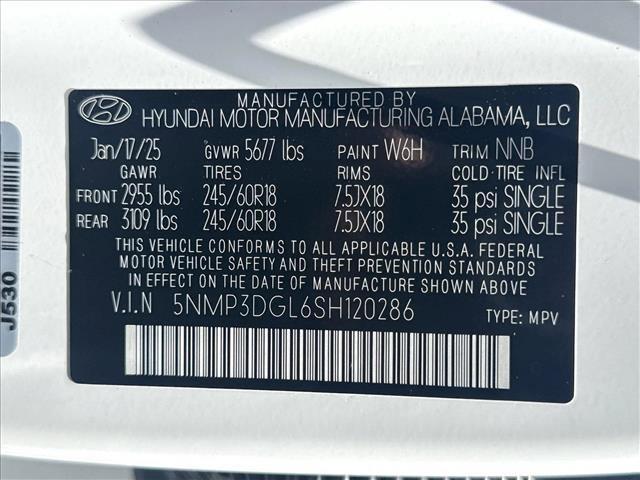 MANUFACTURED BY
HYUNDAI MOTOR MANUFACTURING ALABAMA, LLC
Jan/17/25 GVWR 5677 lbs PAINT W6H TRIM NNB
GAWR TIRES RIMS COLD TIRE INFL
FRONT 2955 lbs 245/60R18 7.5JX18 35 psi SINGLE
REAR 3109 lbs 245/60R18 7.5JX18 35 psi SINGLE
THIS VEHICLE CONFORMS TO ALL APPLICABLE U.S.A. FEDERAL
MOTOR VEHICLE SAFETY, BUMPER, AND THEFT PREVENTION STANDARDS
IN EFFECT ON THE DATE OF MANUFACTURE SHOWN ABOVE.
V.I.N 5NMP3DGL6SH120286 TYPE: MPV
J530